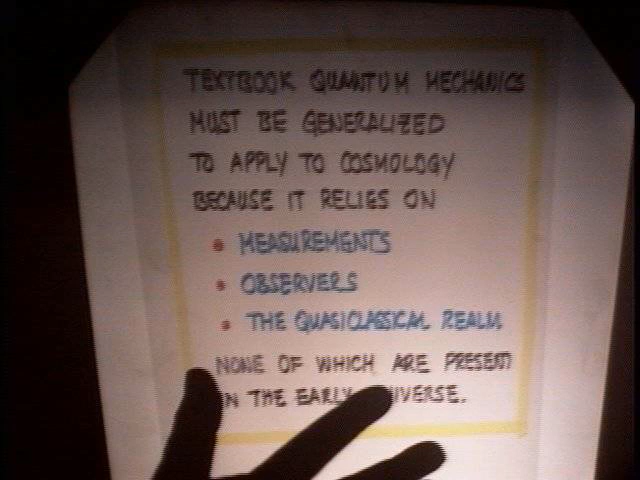 TEXTBOOK QUANTUM MECHANICS
MUST BE GENERALIZED
TO APPLY TO COSMOLOGY
BECAUSE IT RELIES ON
• MEASUREMENTS
• OBSERVERS
• THE QUASICLASSICAL REALM
NONE OF WHICH ARE PRESENT
THE EARLY